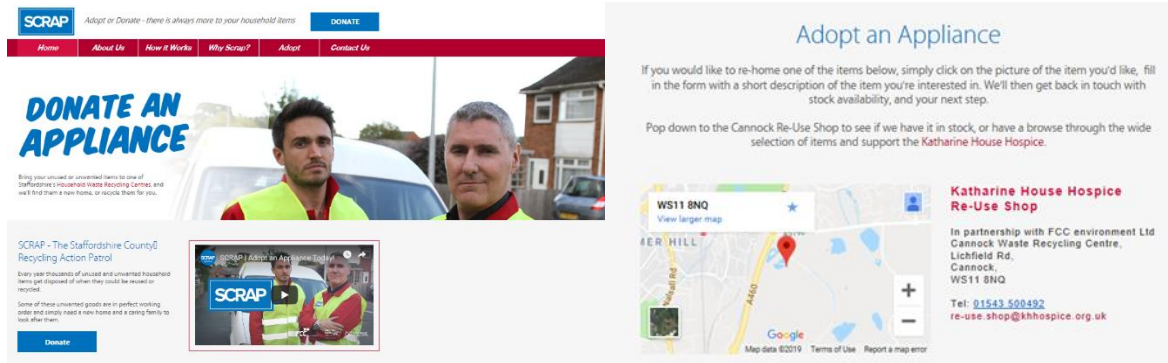 SCRAP
Adopt or Donate - there is always more to your household items
DONATE
Home About Us How it Works Why Scrap? Adopt Contact Us
DONATE AN
APPLIANCE
Bring your unused or unwanted items to one of
Staffordshire's Household Waste Recycling Centres, and
we'll find them a new home, or recycle them for you.
SCRAP - The Staffordshire County
Recycling Action Patrol
Every year thousands of unused and unwanted household
items get disposed of when they could be reused or
recycled.
Some of these unwanted goods are in perfect working
order and simply need a new home and a caring family to
look after them.
Donate
SCRAP | Adopt an Appliance Today!
SCRAP
Adopt an Appliance
If you would like to re-home one of the items below, simply click on the picture of the item you'd like, fill
in the form with a short description of the item you're interested in. We'll then get back in touch with
stock availability, and your next step.
Pop down to the Cannock Re-Use Shop to see if we have it in stock, or have a browse through the wide
selection of items and support the Katharine House Hospice.
WS11 8NQ
View larger map
MER HILL
A460
Google
Map data ©2019 Terms of Use Report a map error
Katharine House Hospice
Re-Use Shop
In partnership with FCC environment Ltd
Cannock Waste Recycling Centre,
Lichfield Rd,
Cannock,
WS11 8NQ
Tel: 01543 500492
re-use.shop@khhospice.org.uk